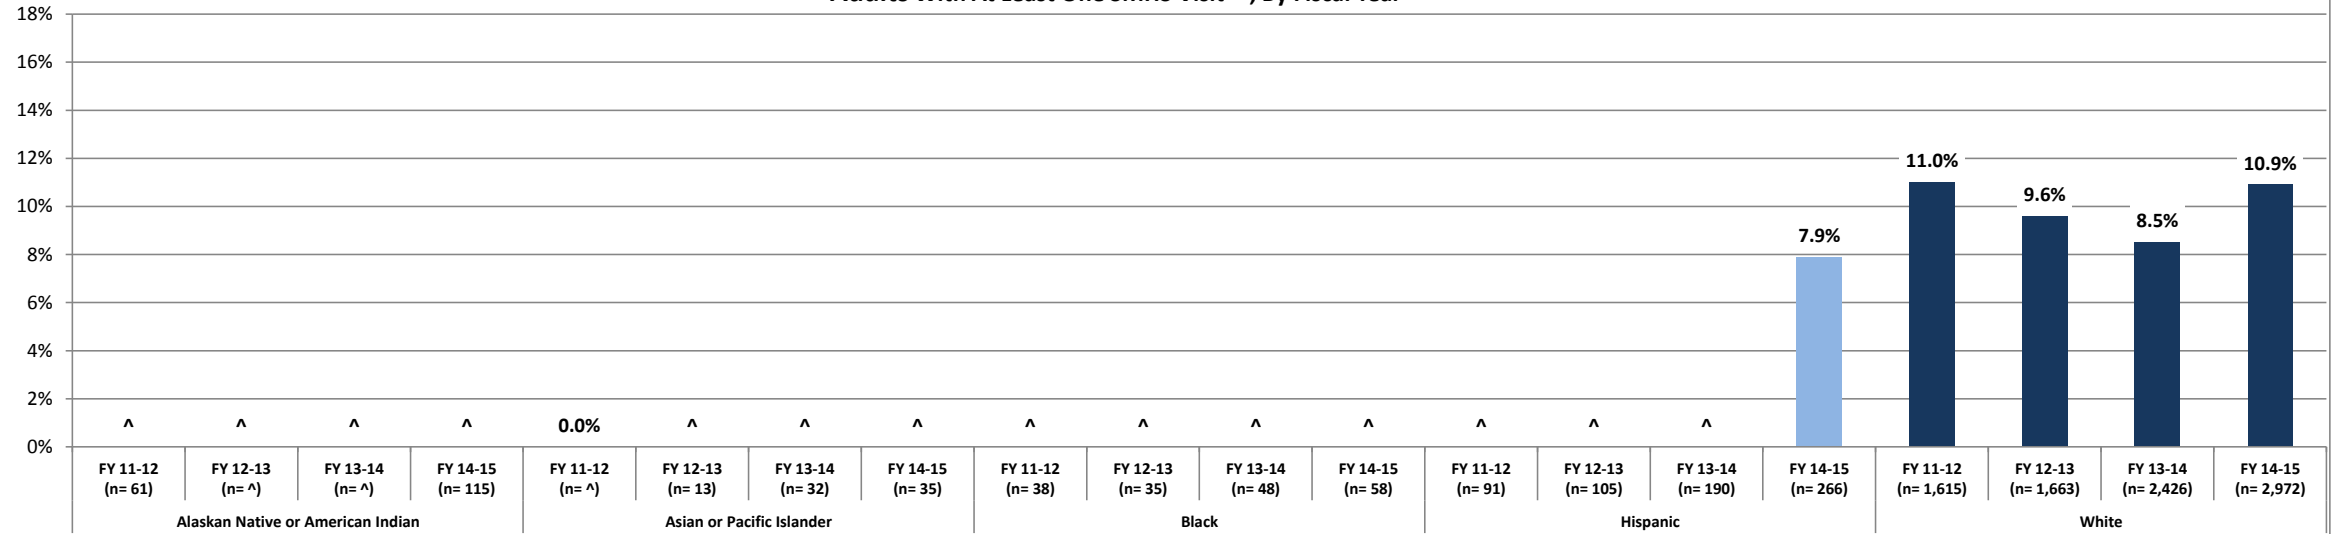 18%
16%
14%
12%
10%
8%
6%
4%
2%
0%
^ ^ ^ ^ 0.0% ^ ^ ^ ^ ^ ^ ^ ^ ^ ^ 7.9% 11.0% 9.6% 8.5% 10.9%
FY 11-12 FY 12-13 FY 13-14 FY 14-15 FY 11-12 FY 12-13 FY 13-14 FY 14-15 FY 11-12 FY 12-13 FY 13-14 FY 14-15 FY 11-12 FY 12-13 FY 13-14 FY 14-15 FY 11-12 FY 12-13 FY 13-14 FY 14-15
(n= 61) (n= ^) (n= ^) (n= 115) (n= ^) (n= 13) (n= 32) (n= 35) (n= 38) (n= 35) (n= 48) (n= 58) (n= 91) (n= 105) (n= 190) (n= 266) (n= 1,615) (n= 1,663) (n= 2,426) (n= 2,972)
Alaskan Native or American Indian Asian or Pacific Islander Black Hispanic White